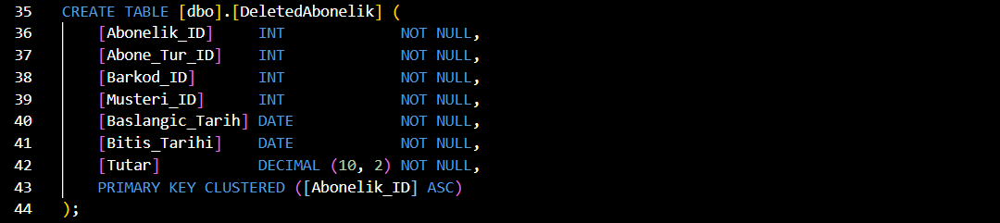 35 CREATE TABLE [dbo].[DeletedAbonelik] (
36     [Abonelik_ID]     INT             NOT NULL,
37     [Abone_Tur_ID]    INT             NOT NULL,
38     [Barkod_ID]       INT             NOT NULL,
39     [Musteri_ID]      INT             NOT NULL,
40     [Baslangic_Tarih] DATE            NOT NULL,
41     [Bitis_Tarihi]    DATE            NOT NULL,
42     [Tutar]           DECIMAL (10, 2) NOT NULL,
43     PRIMARY KEY CLUSTERED ([Abonelik_ID] ASC)
44 );